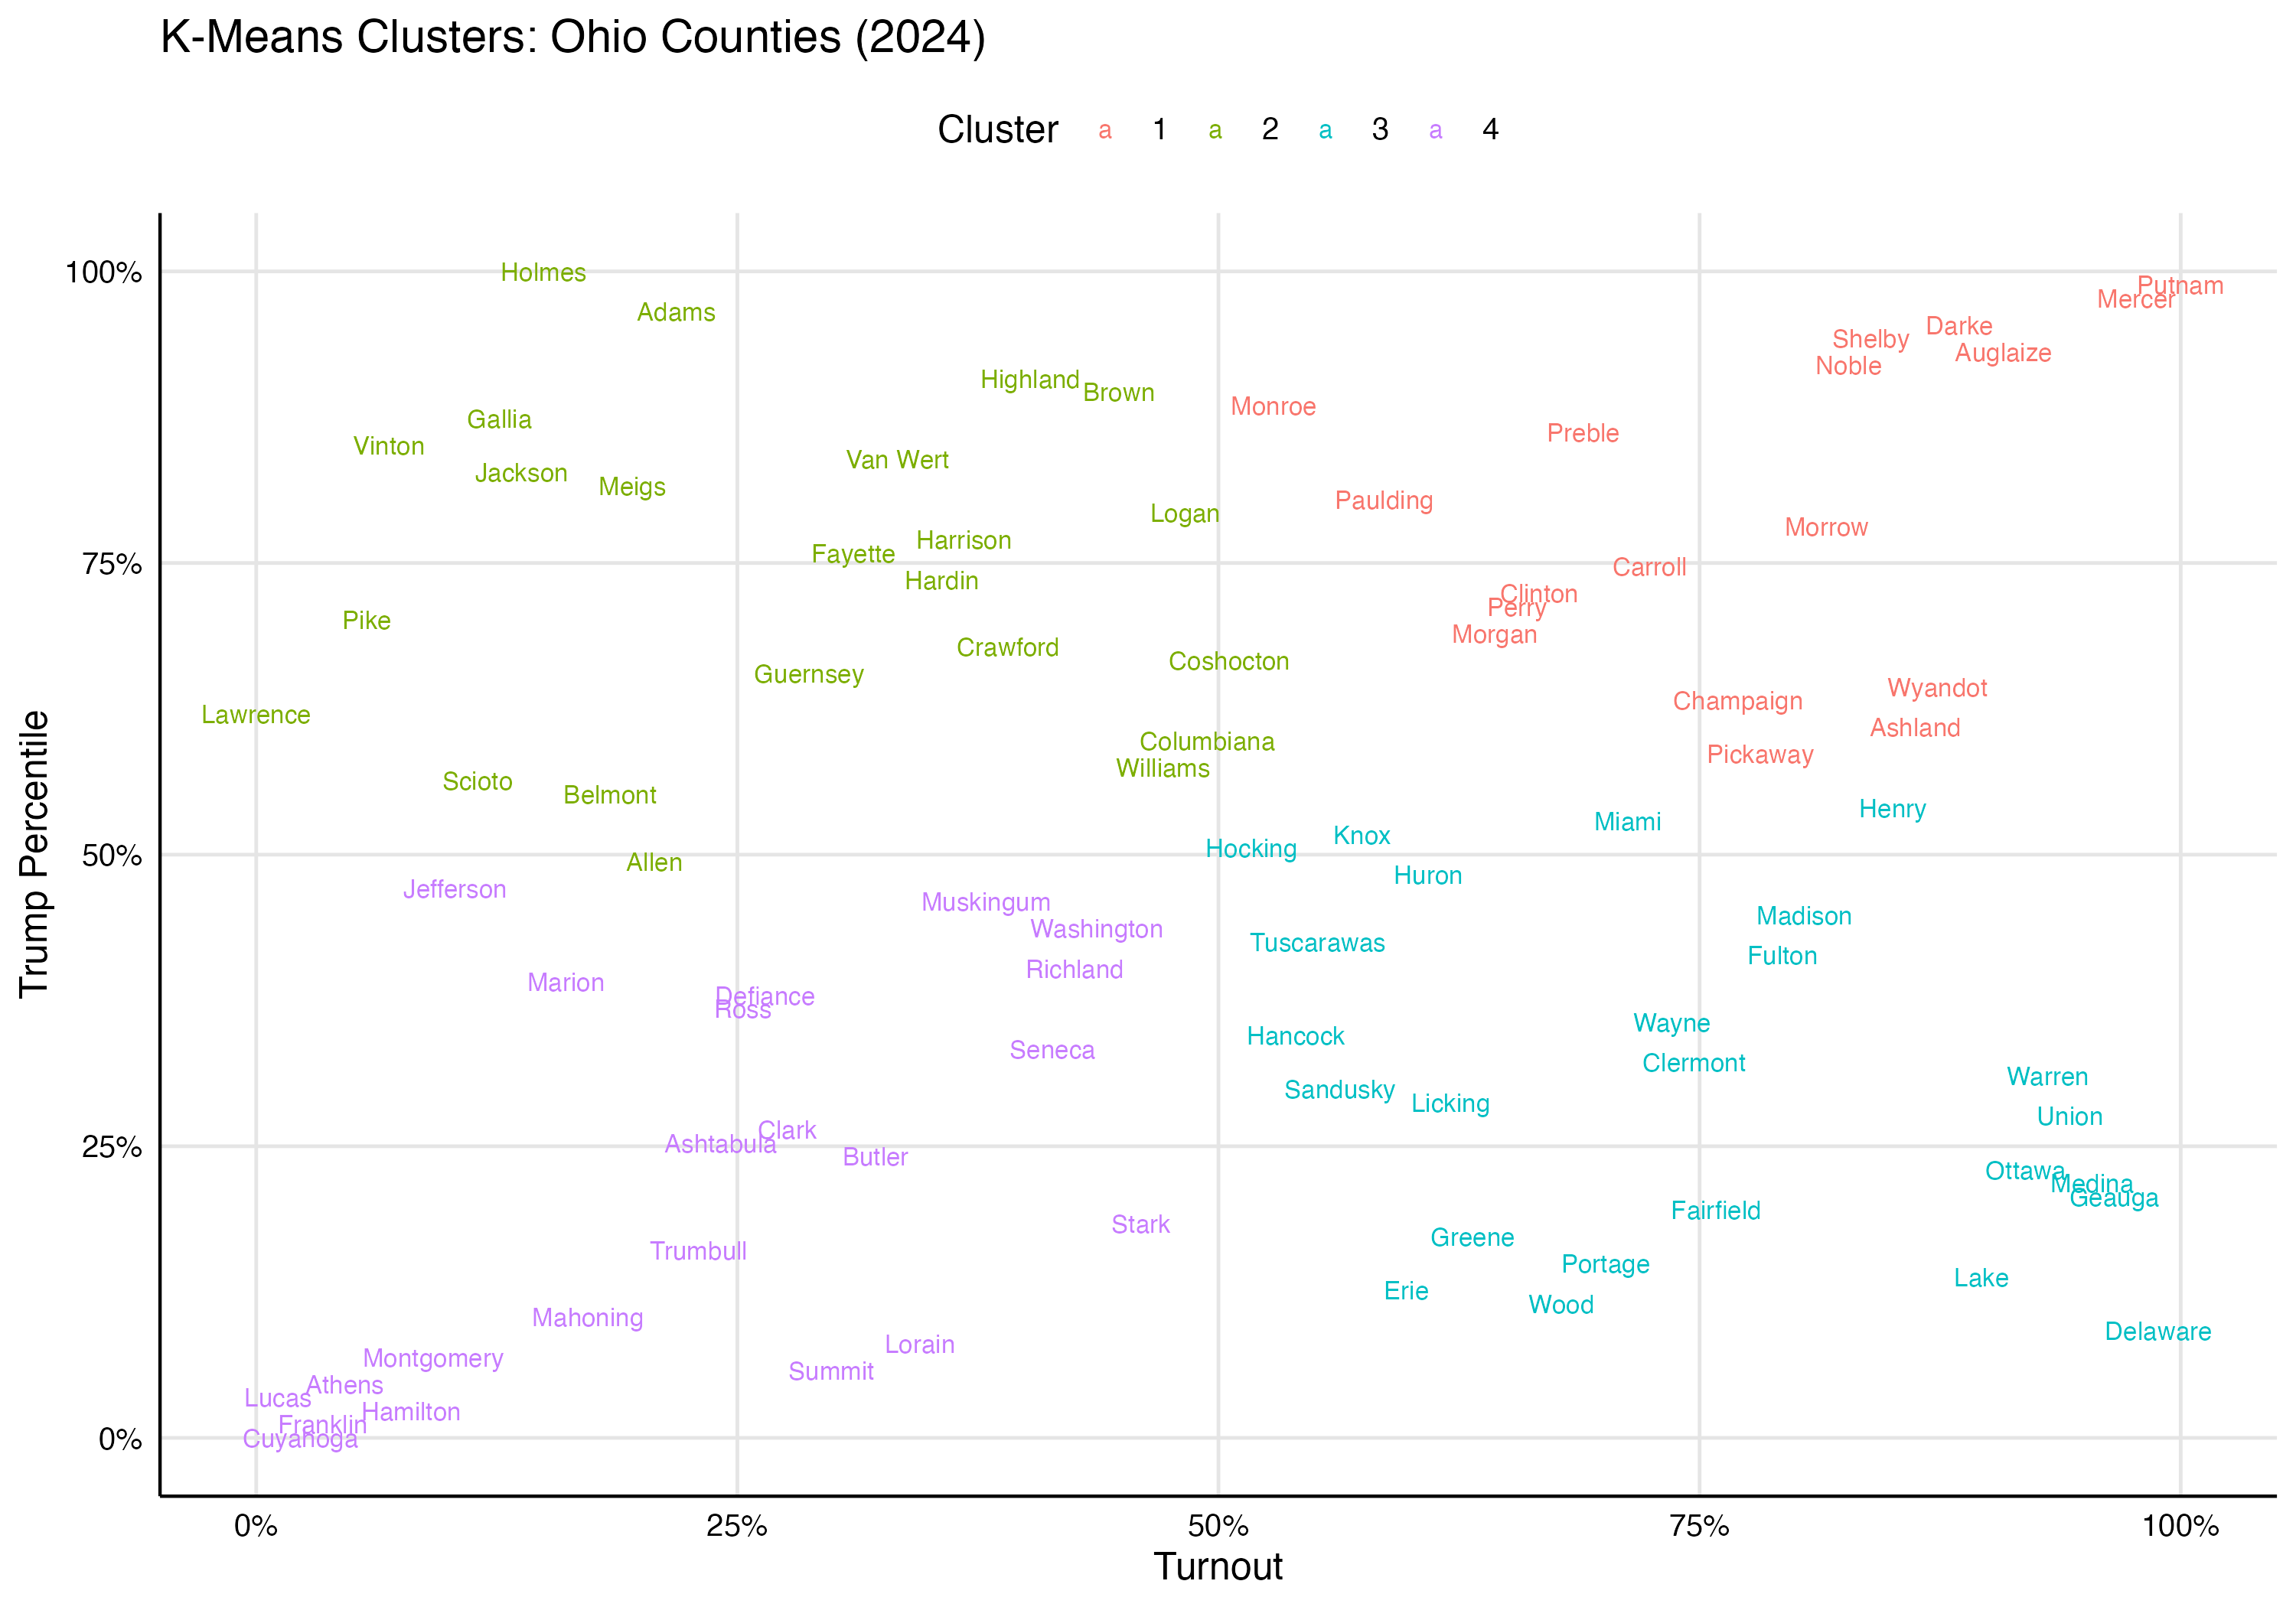 K-Means Clusters: Ohio Counties (2024)
Cluster a 1 a 2 a 3 a 4
Trump Percentile
100%
75%
50%
25%
0%
Holmes
Putnam
Mercer
Adams
Darke
Shelby
Auglaize
Noble
Highland
Brown
Monroe
Gallia
Preble
Vinton
Van Wert
Jackson
Meigs
Paulding
Logan
Morrow
Harrison
Fayette
Carroll
Hardin
Clinton
Perry
Pike
Morgan
Crawford
Coshocton
Guernsey
Wyandot
Champaign
Lawrence
Ashland
Columbiana
Pickaway
Williams
Scioto
Belmont
Henry
Miami
Knox
Hocking
Allen
Huron
Jefferson
Muskingum
Madison
Washington
Tuscarawas
Fulton
Richland
Marion
Defiance
Ross
Wayne
Hancock
Seneca
Clermont
Warren
Sandusky
Licking
Union
Clark
Ashtabula
Butler
Ottawa
Medina
Geauga
Fairfield
Stark
Greene
Trumbull
Portage
Lake
Erie
Wood
Mahoning
Delaware
Lorain
Montgomery
Summit
Athens
Lucas
Hamilton
Franklin
Cuyahoga
0% 25% 50% 75% 100%
Turnout